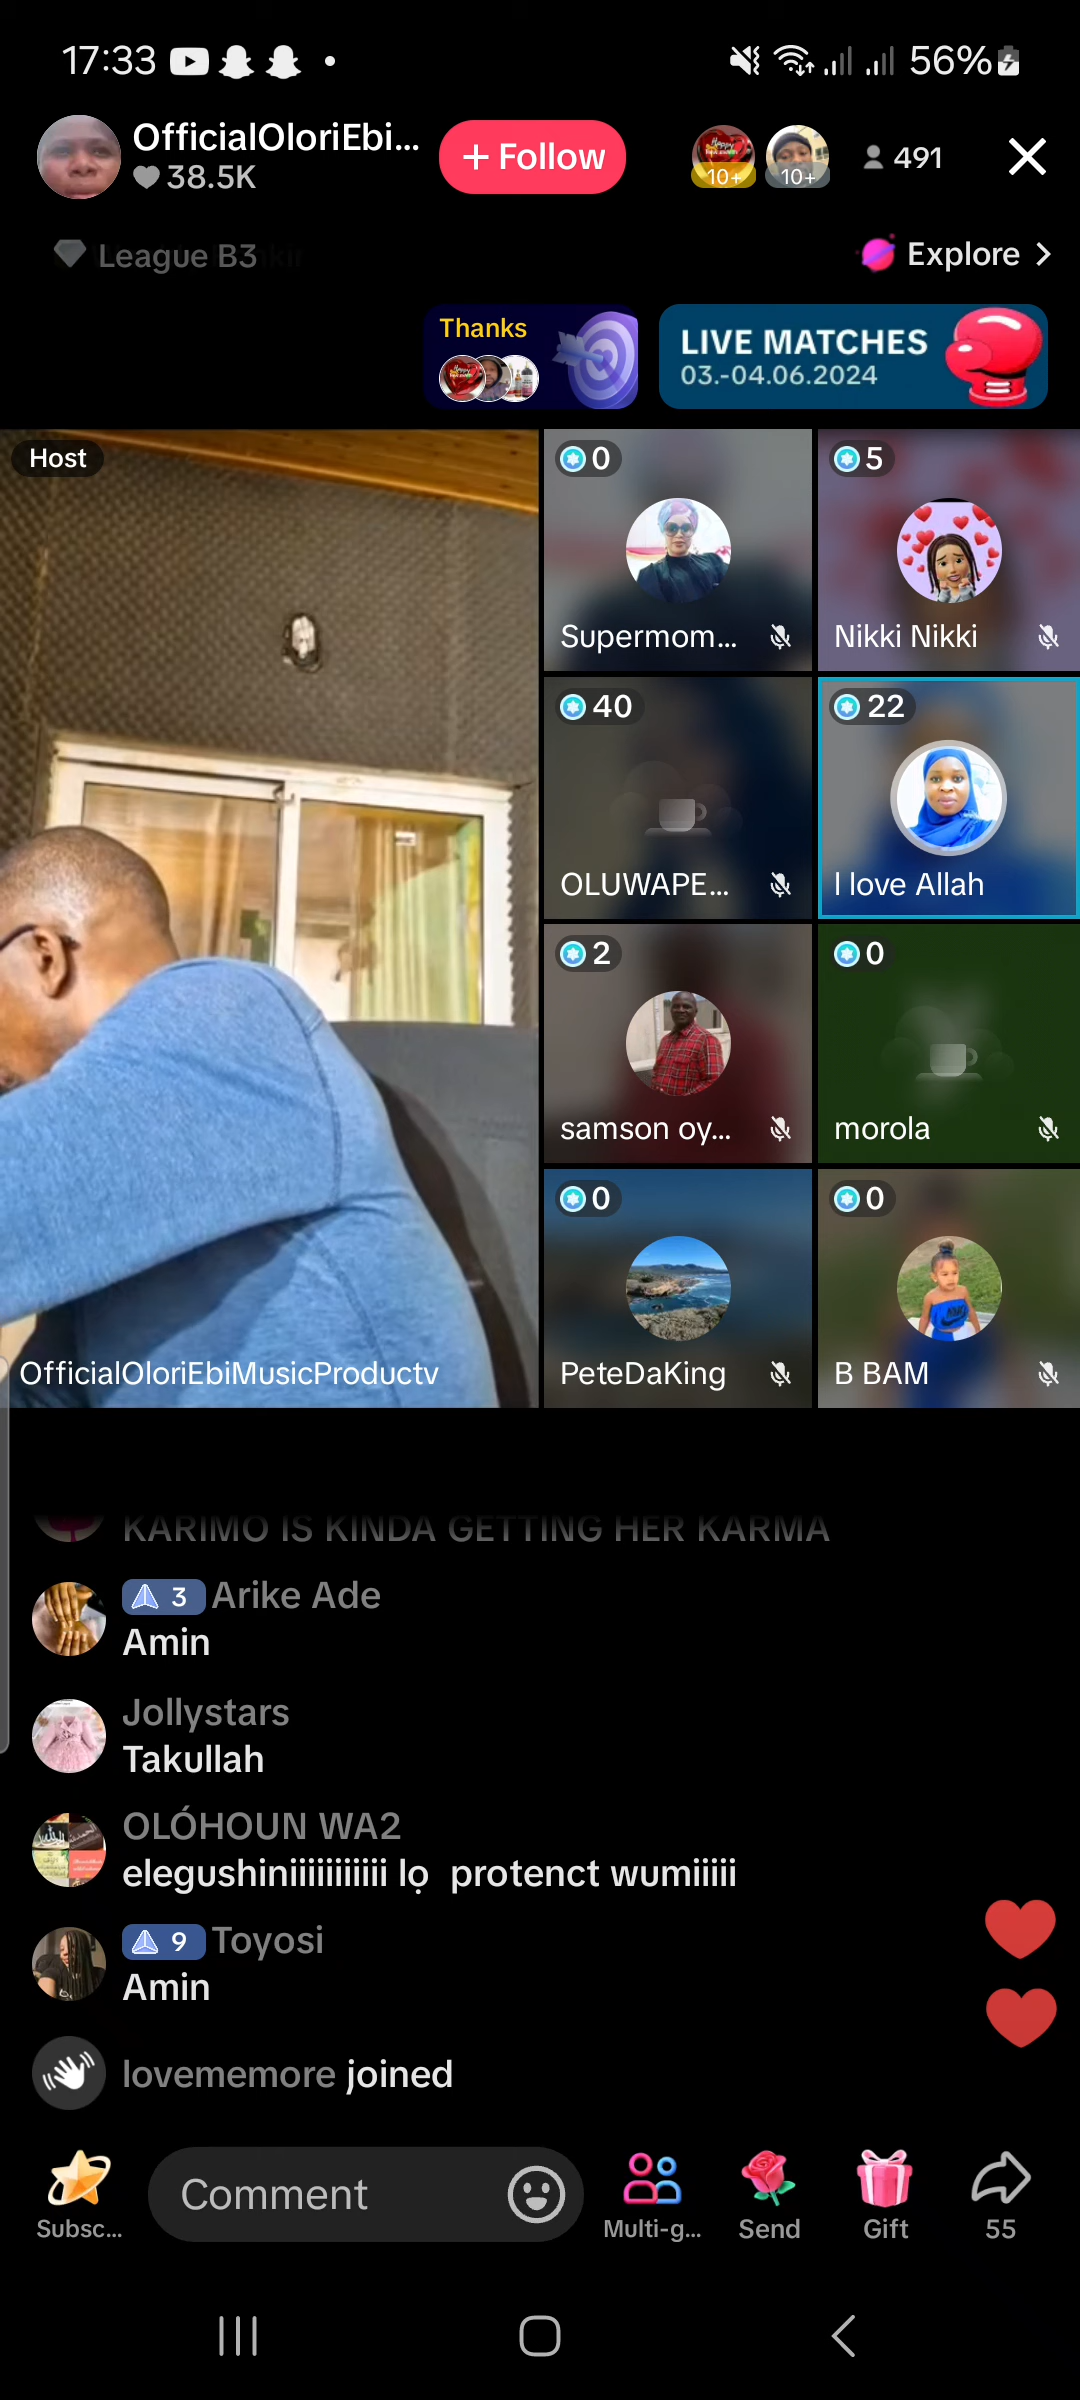 17:33
56%
OfficialOloriEbi...
38.5K
+ Follow
10+
10+
491
League B3
Explore >
Thanks
LIVE MATCHES
03.-04.06.2024
Host
0
5
Supermom...
Nikki Nikki
40
22
OLUWAPE...
I love Allah
2
0
samson oy...
morola
0
0
OfficialOloriEbiMusicProductv
PeteDaKing
B BAM
KARIMO IS KINDA GETTING HER KARMA
3 Arike Ade
Amin
Jollystars
Takullah
OLÓHOUN WA2
elegushiniiiiiiiiiii lọ  protenct wumiiiii
9 Toyosi
Amin
lovememore joined
Comment
Subsc...
Multi-g...
Send
Gift
55